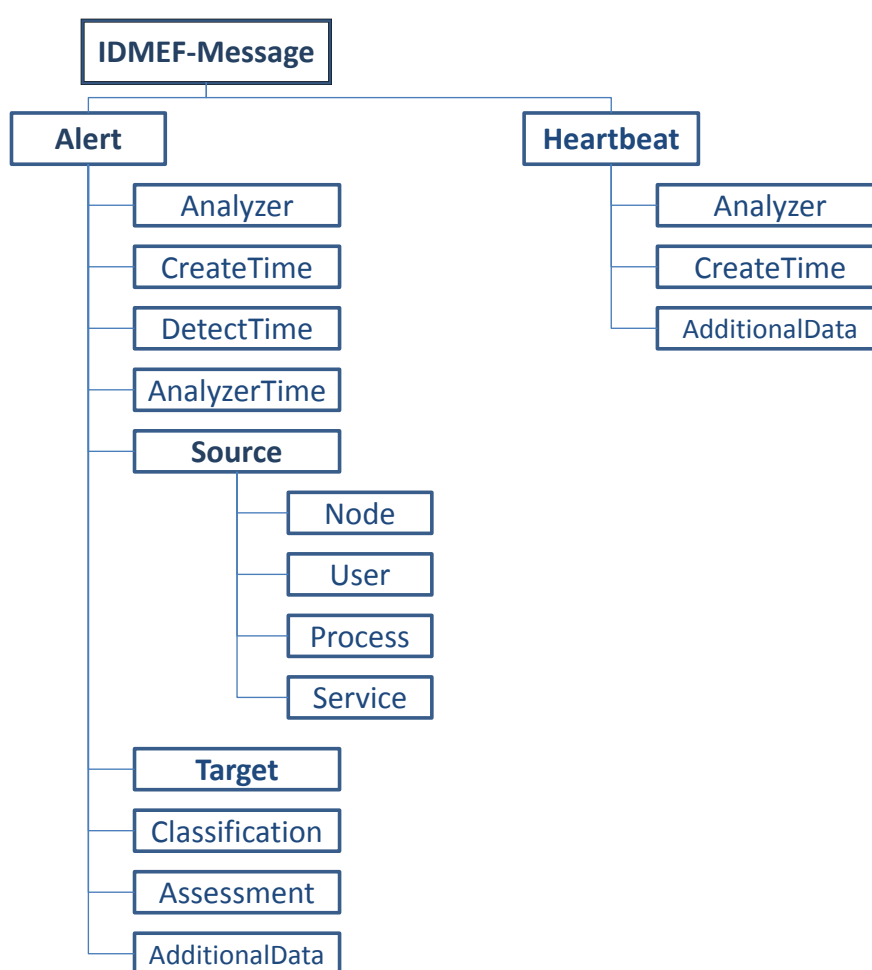 IDMEF-Message
Alert
Heartbeat
Analyzer
Analyzer
CreateTime
CreateTime
DetectTime
AdditionalData
AnalyzerTime
Source
Node
User
Process
Service
Target
Classification
Assessment
AdditionalData